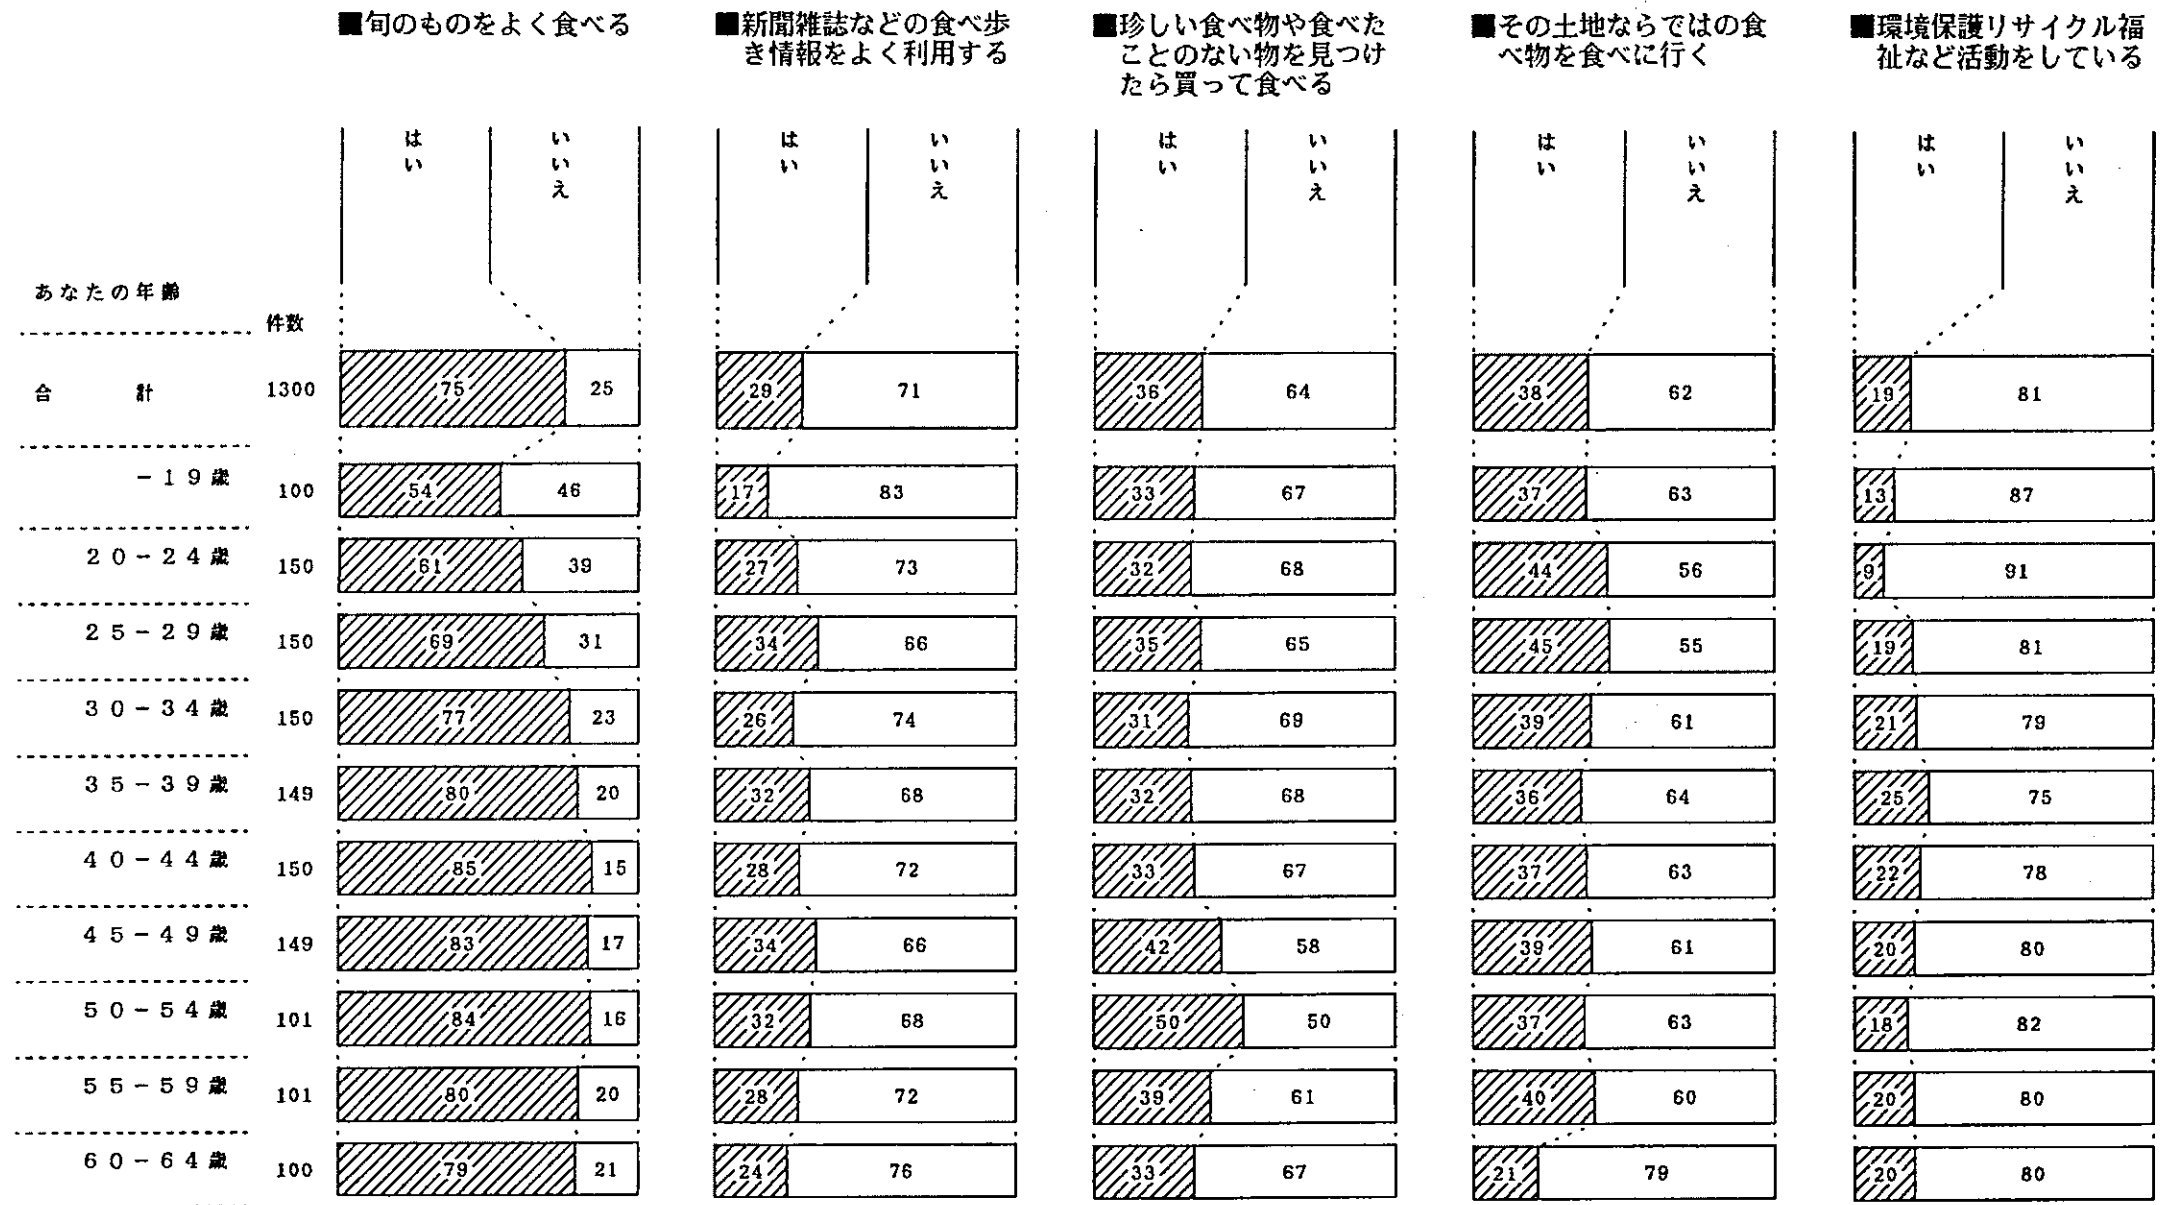 ■旬のものをよく食べる
■新聞雑誌などの食べ歩
き情報をよく利用する
■珍しい食べ物や食べた
ことのない物を見つけ
たら買って食べる
■その土地ならではの食
べ物を食べに行く
■環境保護リサイクル福
祉など活動をしている
はい いいえ はい いいえ はい いいえ はい いいえ はい いいえ
あなたの年齢
件数
合計 1300 75 25 29 71 36 64 38 62 19 81
-19歳 100 54 46 17 83 33 67 37 63 13 87
20-24歳 150 61 39 27 73 32 68 44 56 9 91
25-29歳 150 69 31 34 66 35 65 45 55 19 81
30-34歳 150 77 23 26 74 31 69 39 61 21 79
35-39歳 149 80 20 32 68 32 68 36 64 25 75
40-44歳 150 85 15 28 72 33 67 37 63 22 78
45-49歳 149 83 17 34 66 42 58 39 61 20 80
50-54歳 101 84 16 32 68 50 50 37 63 18 82
55-59歳 101 80 20 28 72 39 61 40 60 20 80
60-64歳 100 79 21 24 76 33 67 21 79 20 80